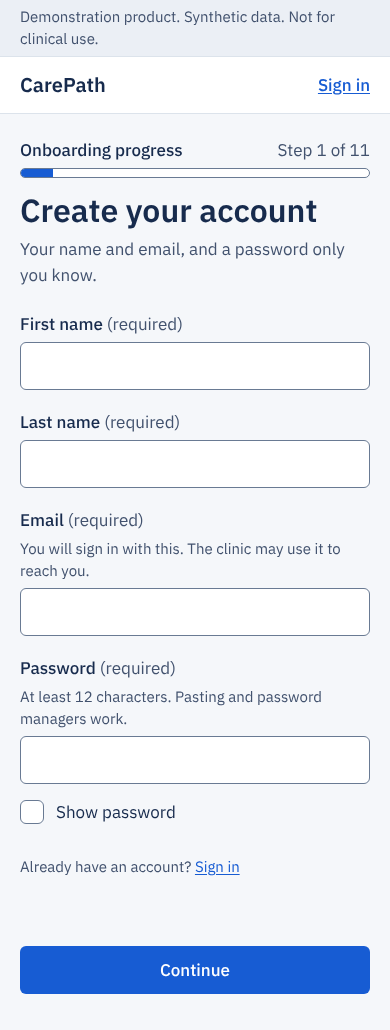 Demonstration product. Synthetic data. Not for
clinical use.
CarePath
Sign in
Onboarding progress
Step 1 of 11
Create your account
Your name and email, and a password only
you know.
First name (required)
Last name (required)
Email (required)
You will sign in with this. The clinic may use it to
reach you.
Password (required)
At least 12 characters. Pasting and password
managers work.
Show password
Already have an account? Sign in
Continue